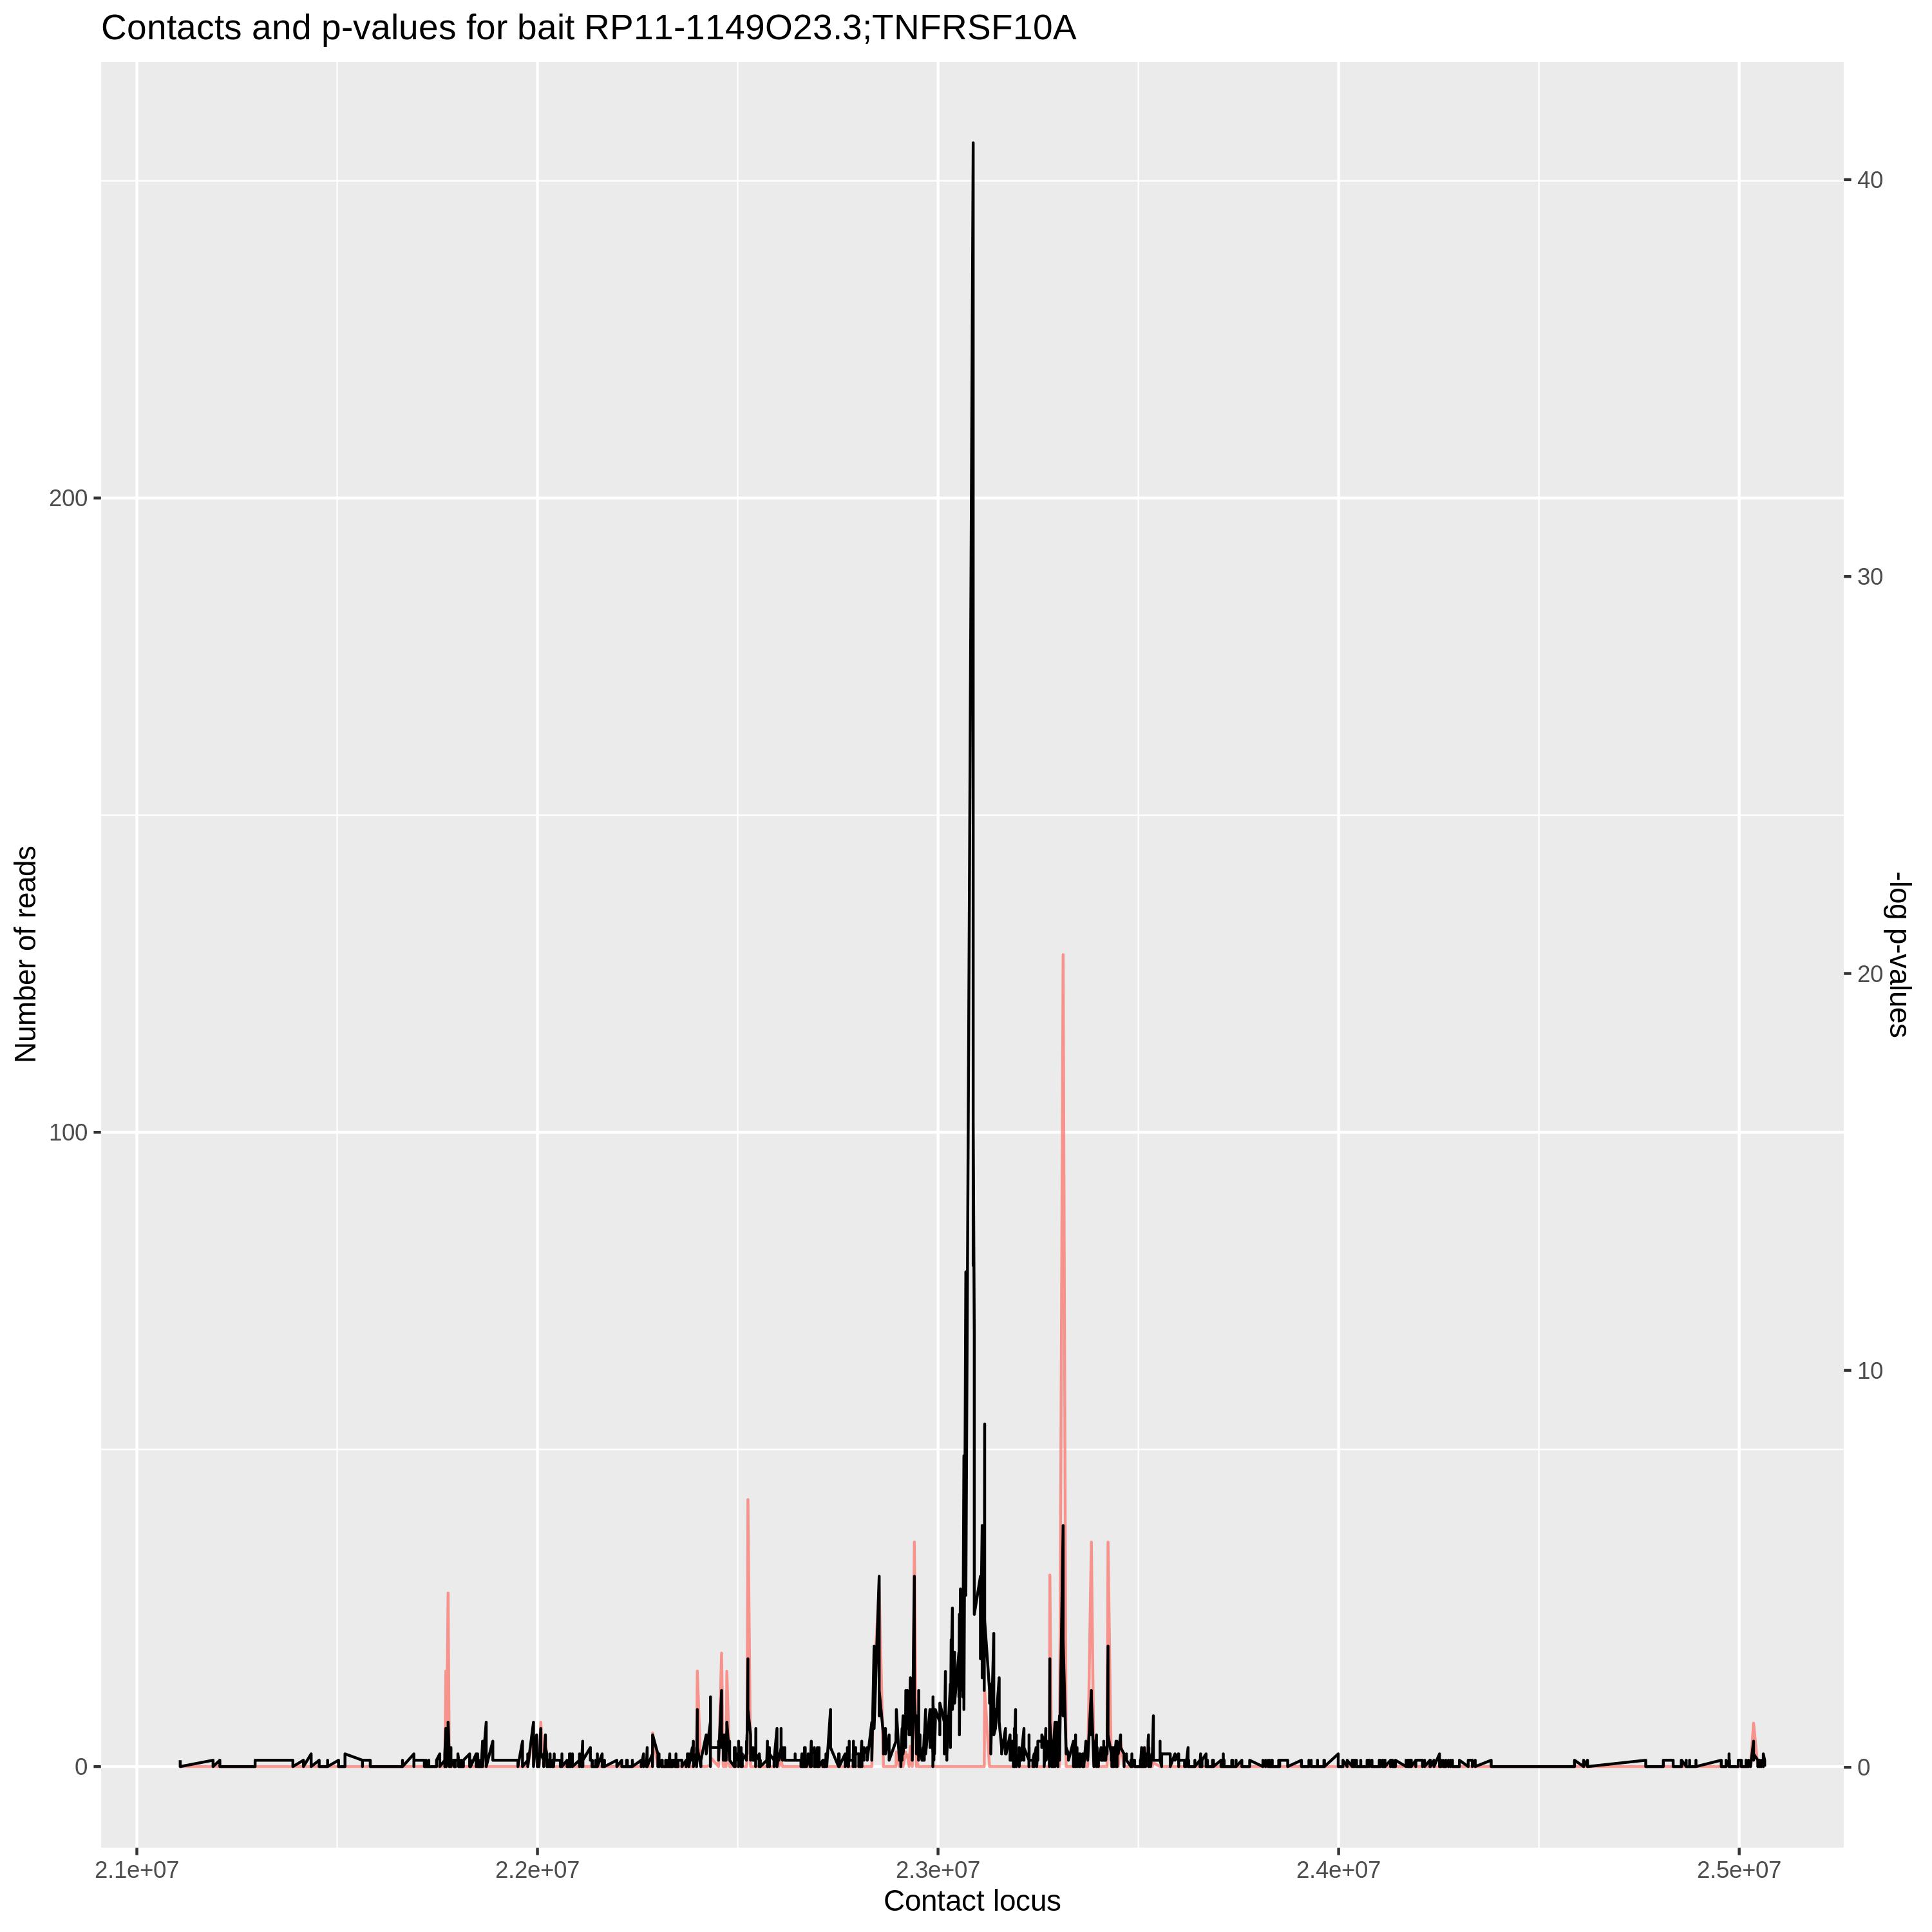 Contacts and p-values for bait RP11-1149O23.3;TNFRSF10A
Number of reads
200
100
0
40
30
20
10
0
-log p-values
2.1e+07
2.2e+07
2.3e+07
2.4e+07
2.5e+07
Contact locus